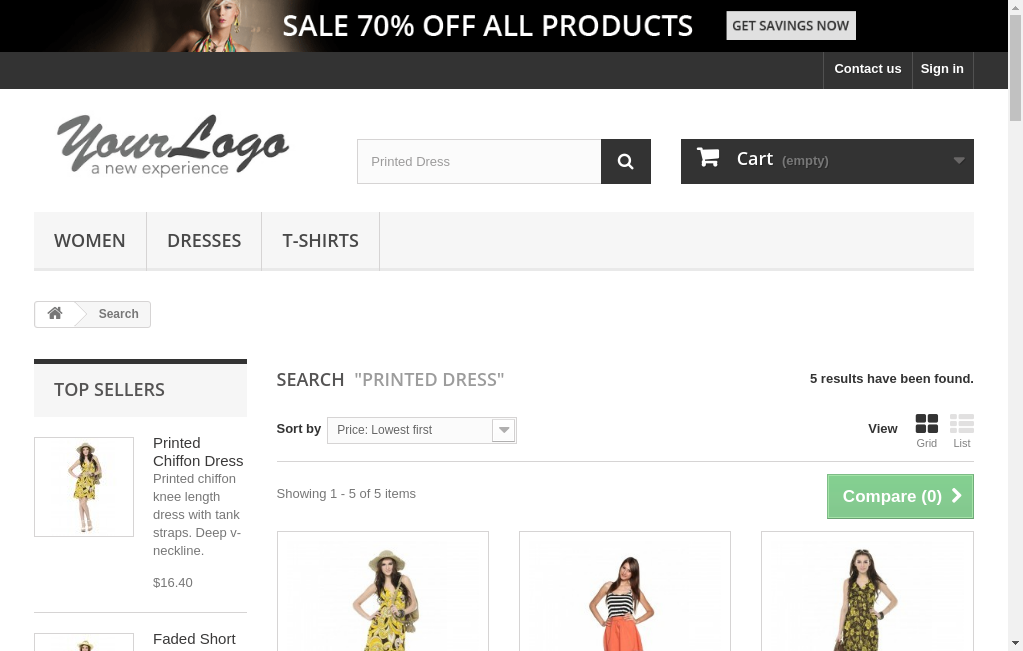 SALE 70% OFF ALL PRODUCTS
GET SAVINGS NOW
Contact us
Sign in
YourLogo
a new experience
Printed Dress
Cart (empty)
WOMEN
DRESSES
T-SHIRTS
Search
TOP SELLERS
Printed
Chiffon Dress
Printed chiffon
knee length
dress with tank
straps. Deep v-
neckline.
$16.40
Faded Short
SEARCH "PRINTED DRESS"
5 results have been found.
Sort by
Price: Lowest first
View
Grid
List
Showing 1 - 5 of 5 items
Compare (0)